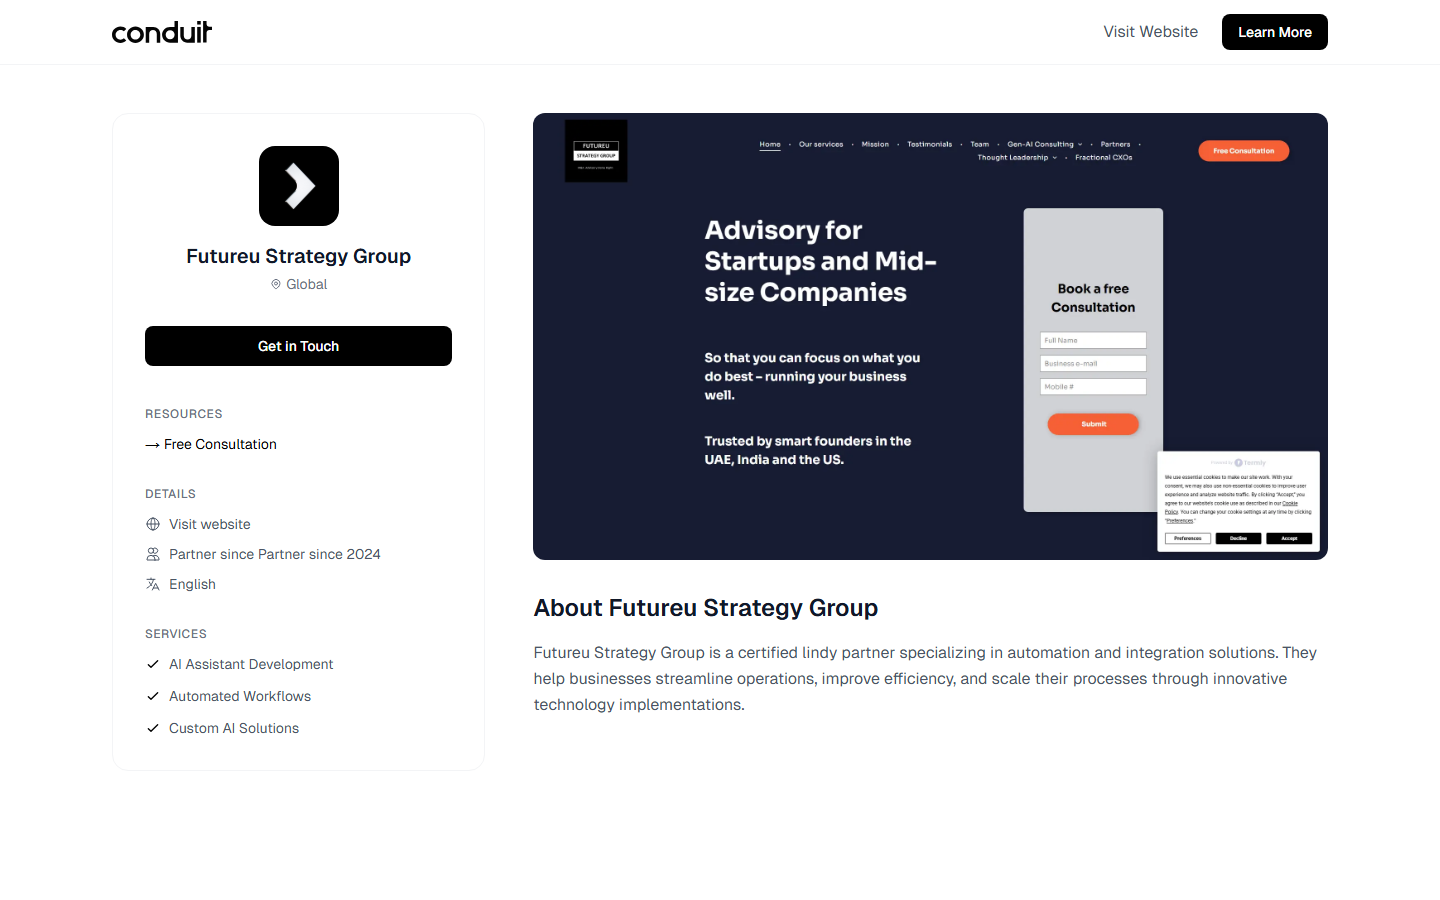 conduit
Visit Website
Learn More
Futureu Strategy Group
Global
Get in Touch
RESOURCES
→ Free Consultation
DETAILS
Visit website
Partner since Partner since 2024
English
SERVICES
AI Assistant Development
Automated Workflows
Custom AI Solutions
FUTUREU
STRATEGY GROUP
Home • Our services • Mission • Testimonials • Team • Gen-AI Consulting • Partners •
Thought Leadership • Fractional CXOs
Free Consultation
Advisory for
Startups and Mid-
size Companies
So that you can focus on what you
do best – running your business
well.
Trusted by smart founders in the
UAE, India and the US.
Book a free
Consultation
Full Name
Business e-mail
Mobile #
Submit
Powered by termly
We use essential cookies to make our site work. With your
consent, we may also use non-essential cookies to improve user
experience and analyze website traffic. By clicking "Accept," you
agree to our website's cookie use as described in our Cookie
Policy. You can change your cookie settings at any time by clicking
"Preferences."
Preferences
Decline
Accept
About Futureu Strategy Group
Futureu Strategy Group is a certified lindy partner specializing in automation and integration solutions. They
help businesses streamline operations, improve efficiency, and scale their processes through innovative
technology implementations.